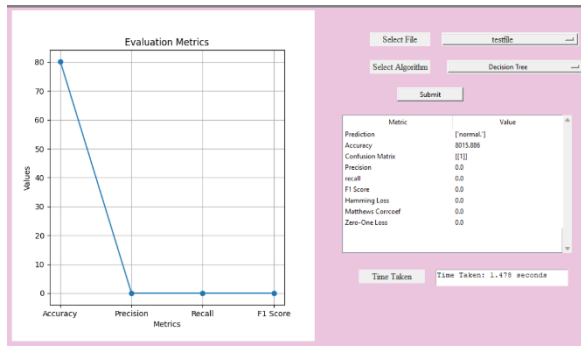 Evaluation Metrics
80
70
60
50
40
30
20
10
0
Values
Accuracy Precision Recall F1 Score
Metrics
Select File testfile
Select Algorithm Decision Tree
Submit
Metric Value
Prediction ['normal.']
Accuracy 8015.886
Confusion Matrix [[1]]
Precision 0.0
recall 0.0
F1 Score 0.0
Hamming Loss 0.0
Matthews Corrcoef 0.0
Zero-One Loss 0.0
Time Taken Time Taken: 1.478 seconds